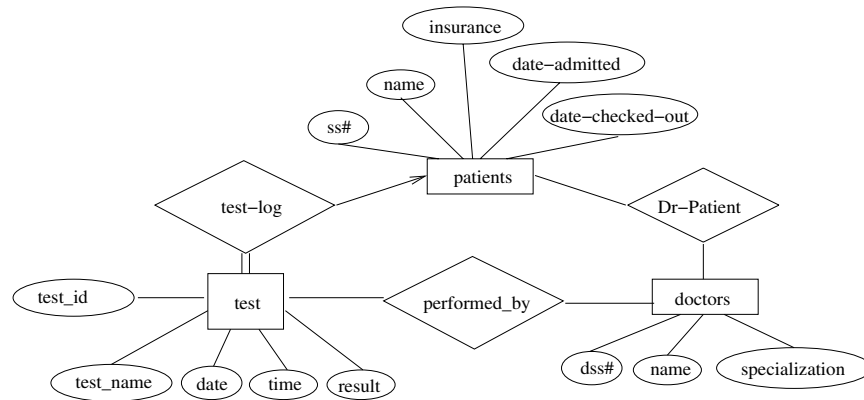 insurance
date-admitted
name
date-checked-out
ss#
patients
test-log
Dr-Patient
test_id
test
performed_by
doctors
test_name
date
time
result
dss#
name
specialization